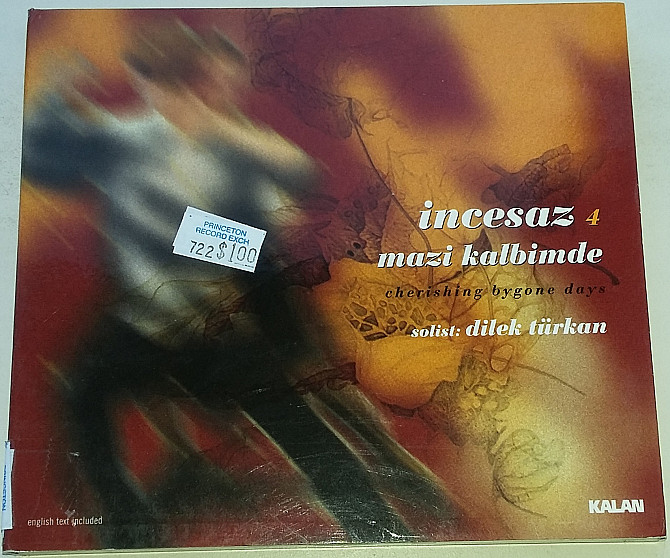 PRINCETON
RECORD EXCH
722 $1.00
incesaz 4
mazi kalbimde
cherishing bygone days
solist: dilek türkan
english text included
KALAN